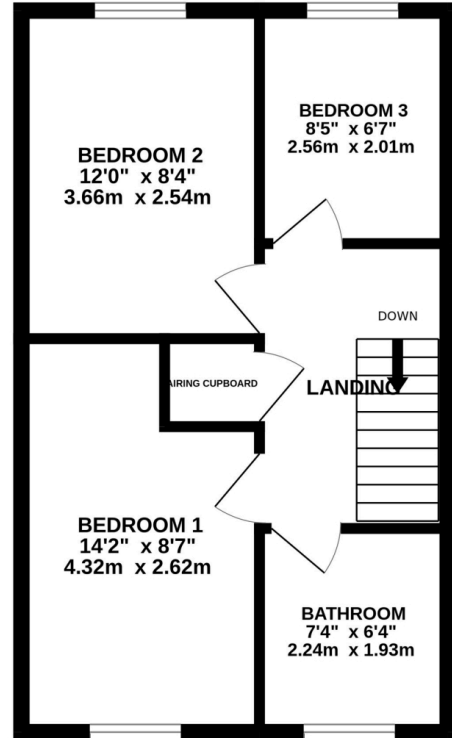 BEDROOM 3
8'5" x 6'7"
2.56m x 2.01m
BEDROOM 2
12'0" x 8'4"
3.66m x 2.54m
DOWN
AIRING CUPBOARD
LANDING
BEDROOM 1
14'2" x 8'7"
4.32m x 2.62m
BATHROOM
7'4" x 6'4"
2.24m x 1.93m